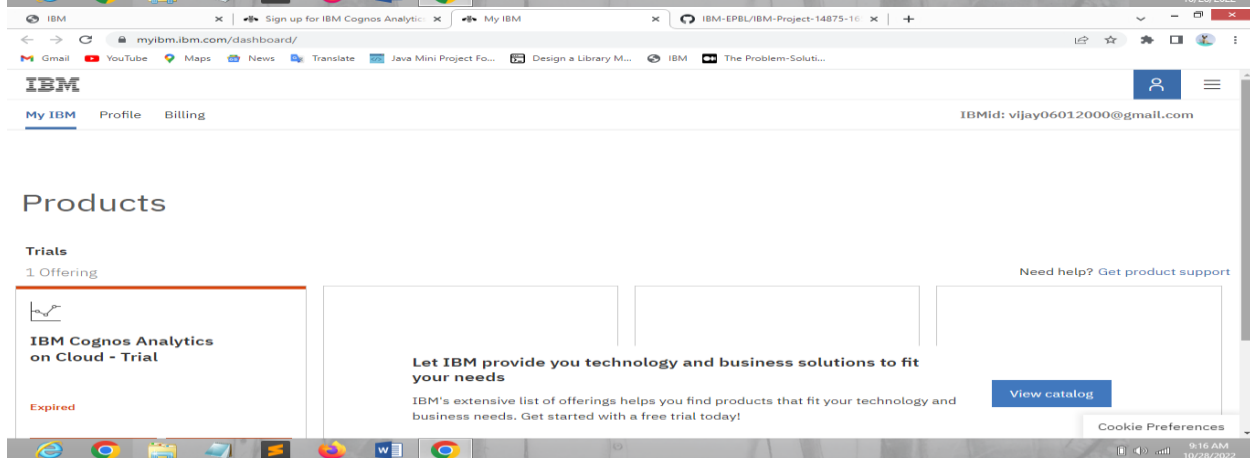 10/28/2022
IBM
Sign up for IBM Cognos Analytic
My IBM
IBM-EPBL/IBM-Project-14875-16
myibm.ibm.com/dashboard/
Gmail YouTube Maps News Translate Java Mini Project Fo... Design a Library M... IBM The Problem-Soluti...
IBM
My IBM Profile Billing IBMid: vijay06012000@gmail.com
Products
Trials
1 Offering Need help? Get product support
IBM Cognos Analytics
on Cloud - Trial
Expired
Let IBM provide you technology and business solutions to fit
your needs
IBM's extensive list of offerings helps you find products that fit your technology and
business needs. Get started with a free trial today!
View catalog
Cookie Preferences
9:16 AM
10/28/2022